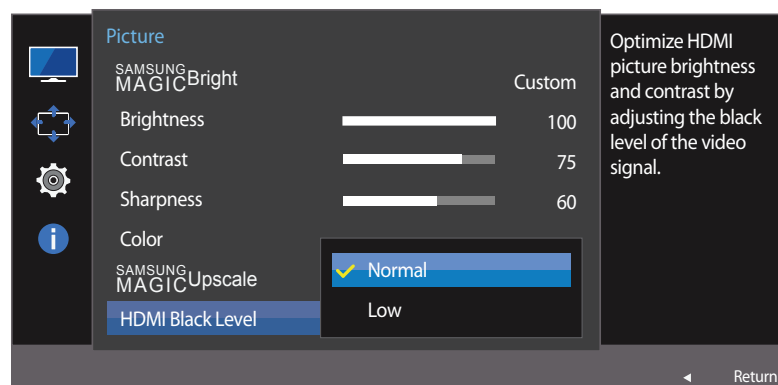 Picture
SAMSUNG
MAGICBright Custom
Brightness 100
Contrast 75
Sharpness 60
Color
SAMSUNG
MAGICUpscale
HDMI Black Level
Normal
Low
Optimize HDMI
picture brightness
and contrast by
adjusting the black
level of the video
signal.
Return